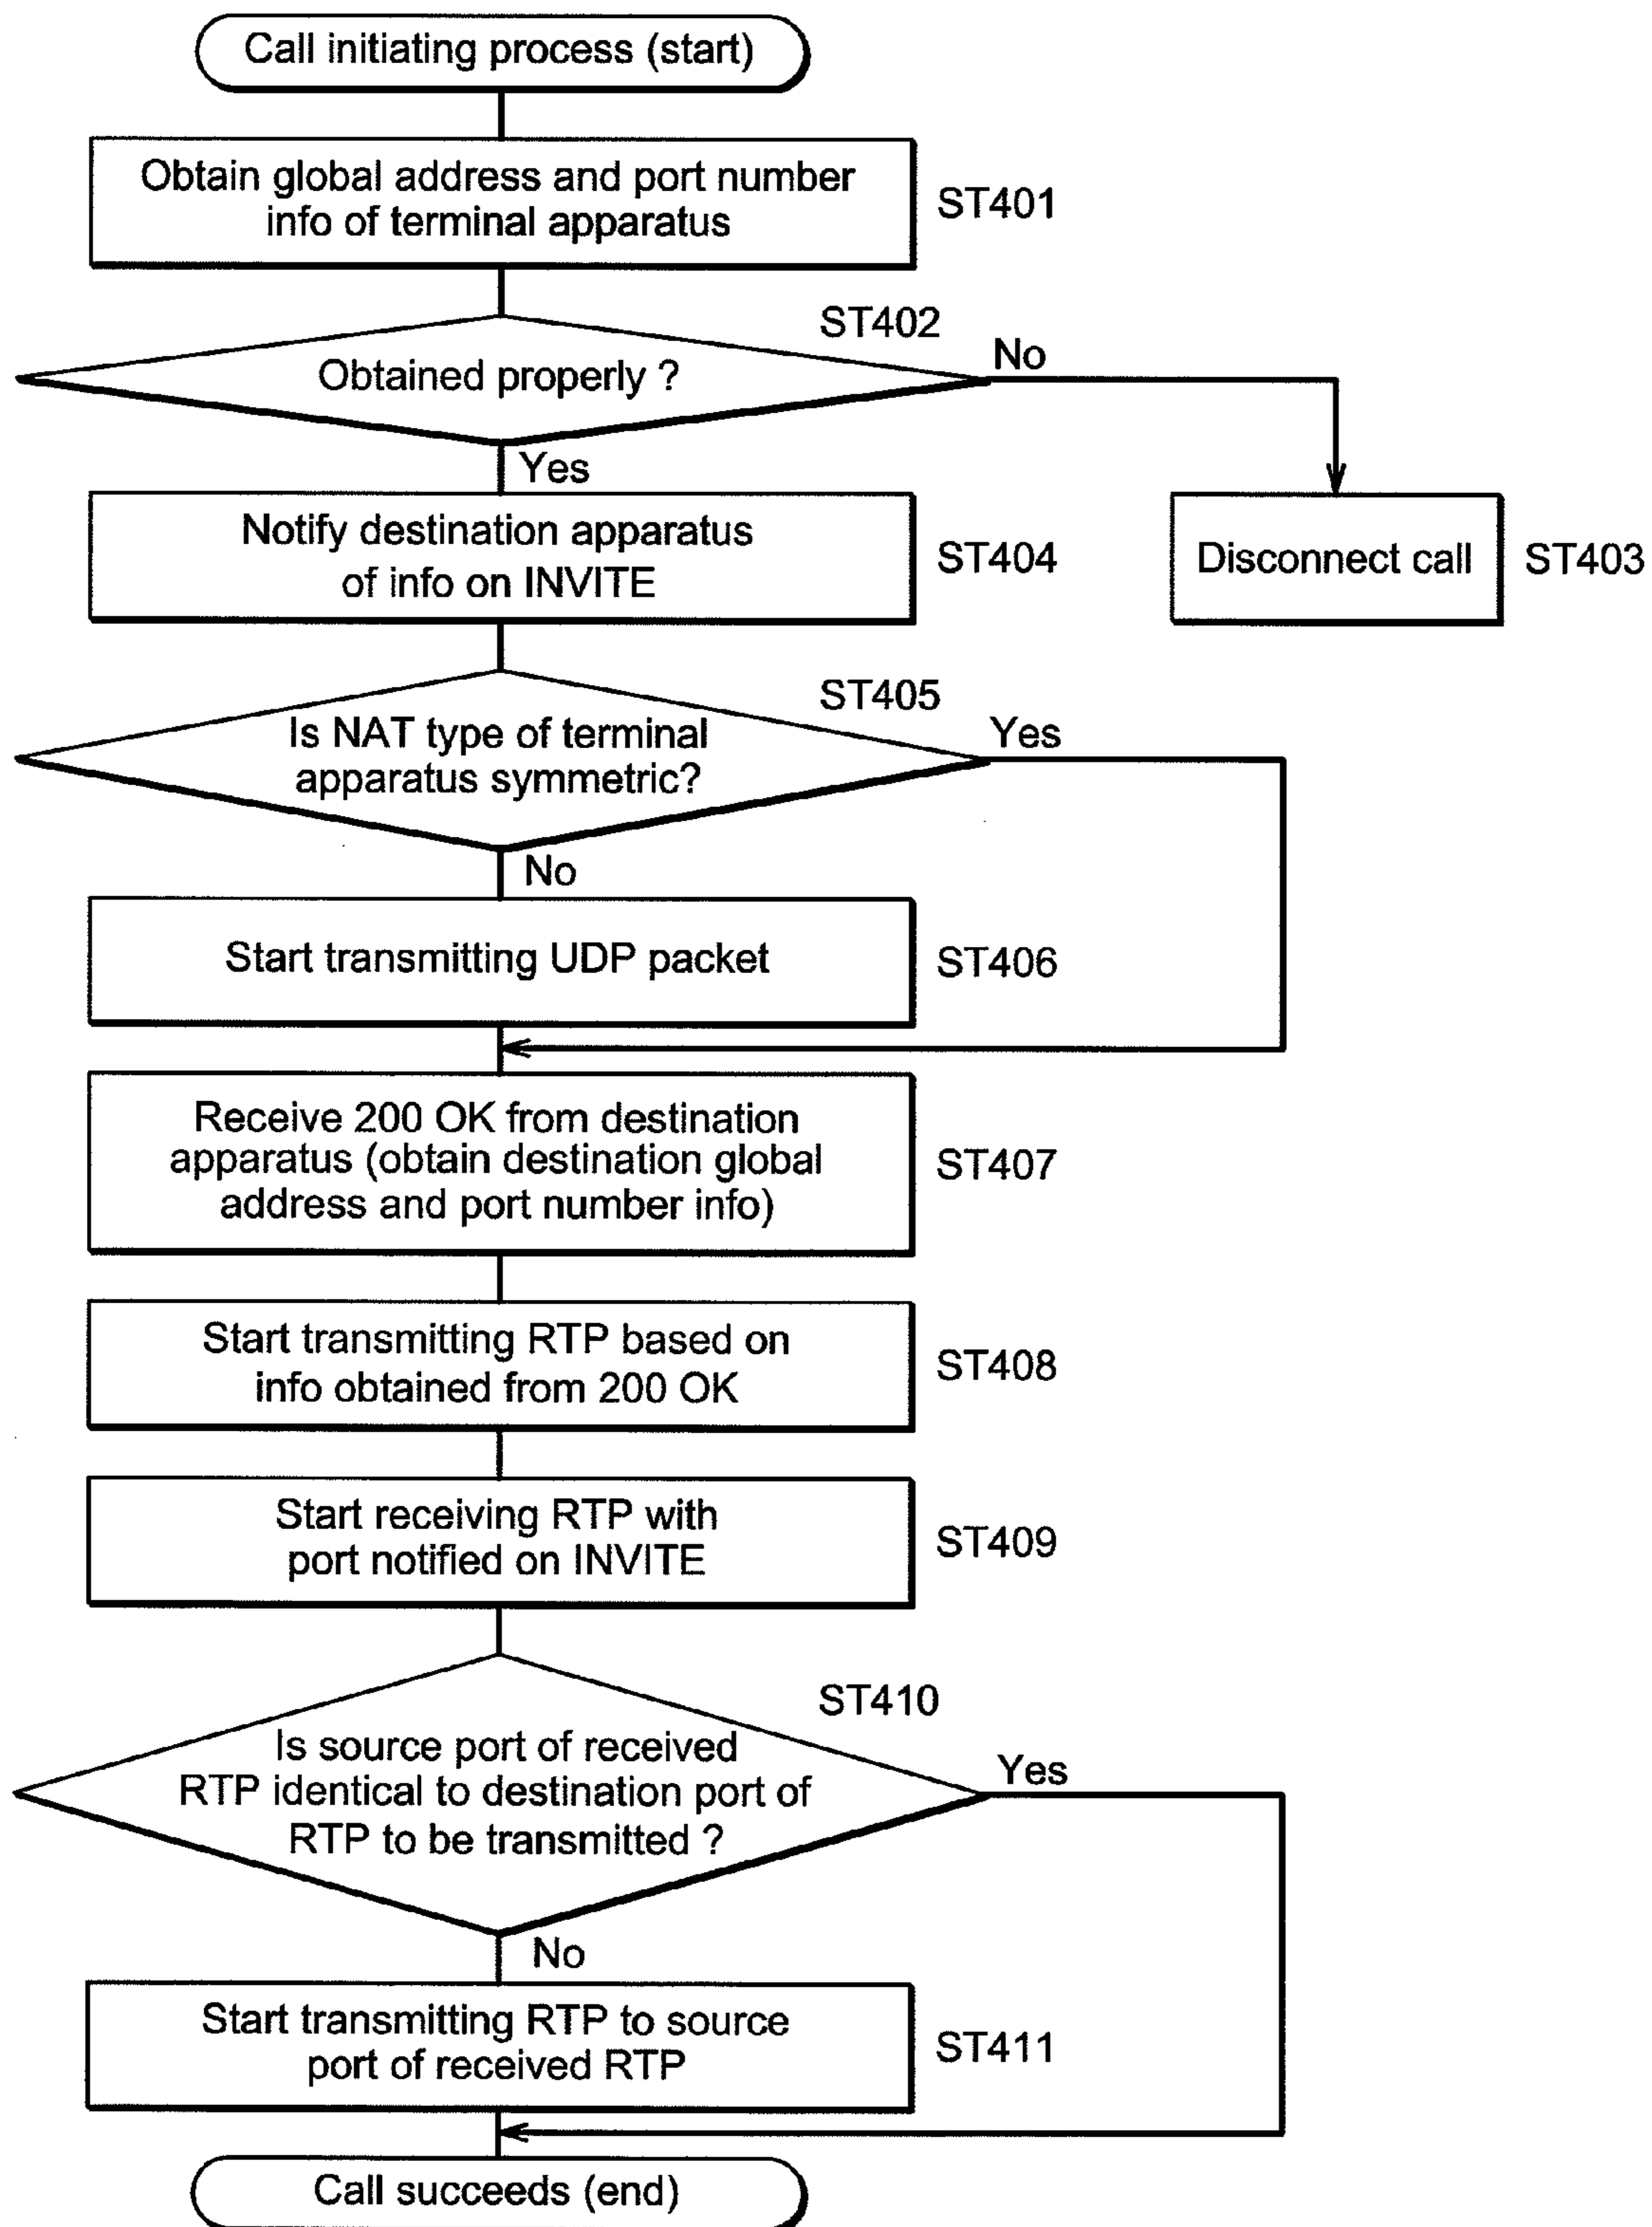 Call initiating process (start)
Obtain global address and port number
info of terminal apparatus
ST401
ST402
Obtained properly ?
No
Yes
Notify destination apparatus
of info on INVITE
ST404
Disconnect call
ST403
ST405
Is NAT type of terminal
apparatus symmetric?
Yes
No
Start transmitting UDP packet
ST406
Receive 200 OK from destination
apparatus (obtain destination global
address and port number info)
ST407
Start transmitting RTP based on
info obtained from 200 OK
ST408
Start receiving RTP with
port notified on INVITE
ST409
ST410
Is source port of received
RTP identical to destination port of
RTP to be transmitted ?
Yes
No
Start transmitting RTP to source
port of received RTP
ST411
Call succeeds (end)